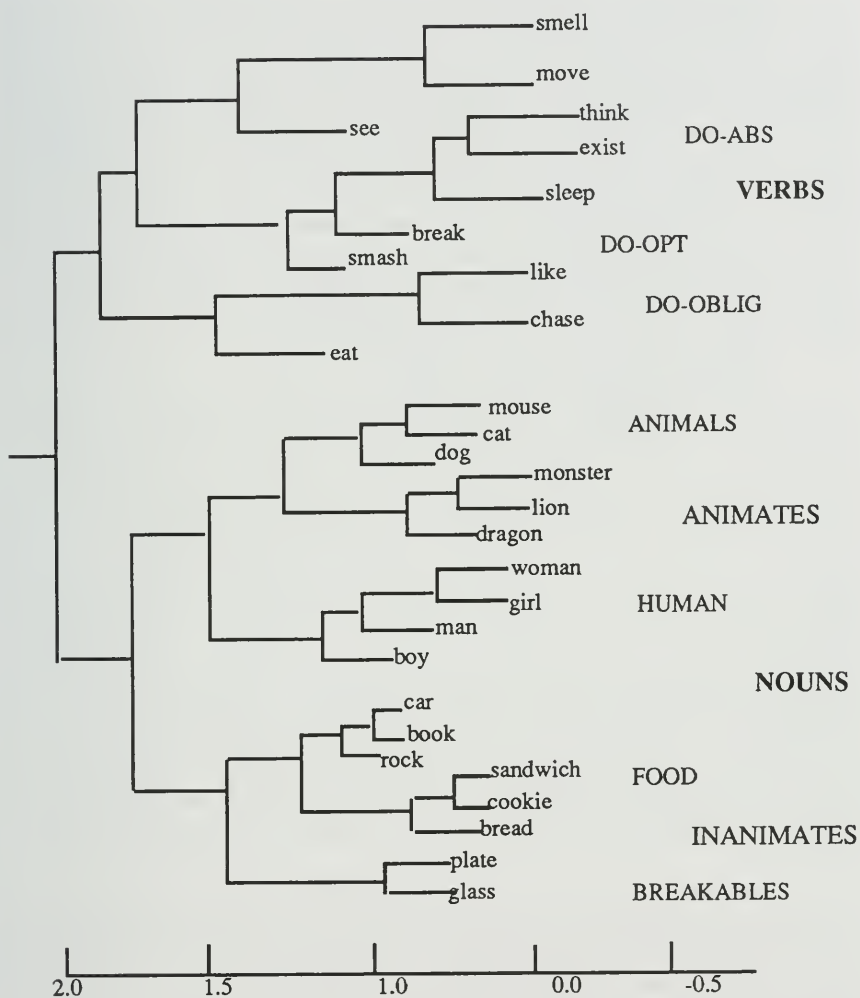 smell
move
see
think
exist
DO-ABS
sleep
VERBS
break
smash
DO-OPT
like
chase
DO-OBLIG
eat
mouse
cat
ANIMALS
dog
monster
lion
ANIMATES
dragon
woman
girl
HUMAN
man
boy
NOUNS
car
book
rock
sandwich
FOOD
cookie
bread
INANIMATES
plate
glass
BREAKABLES
2.0 1.5 1.0 0.0 -0.5